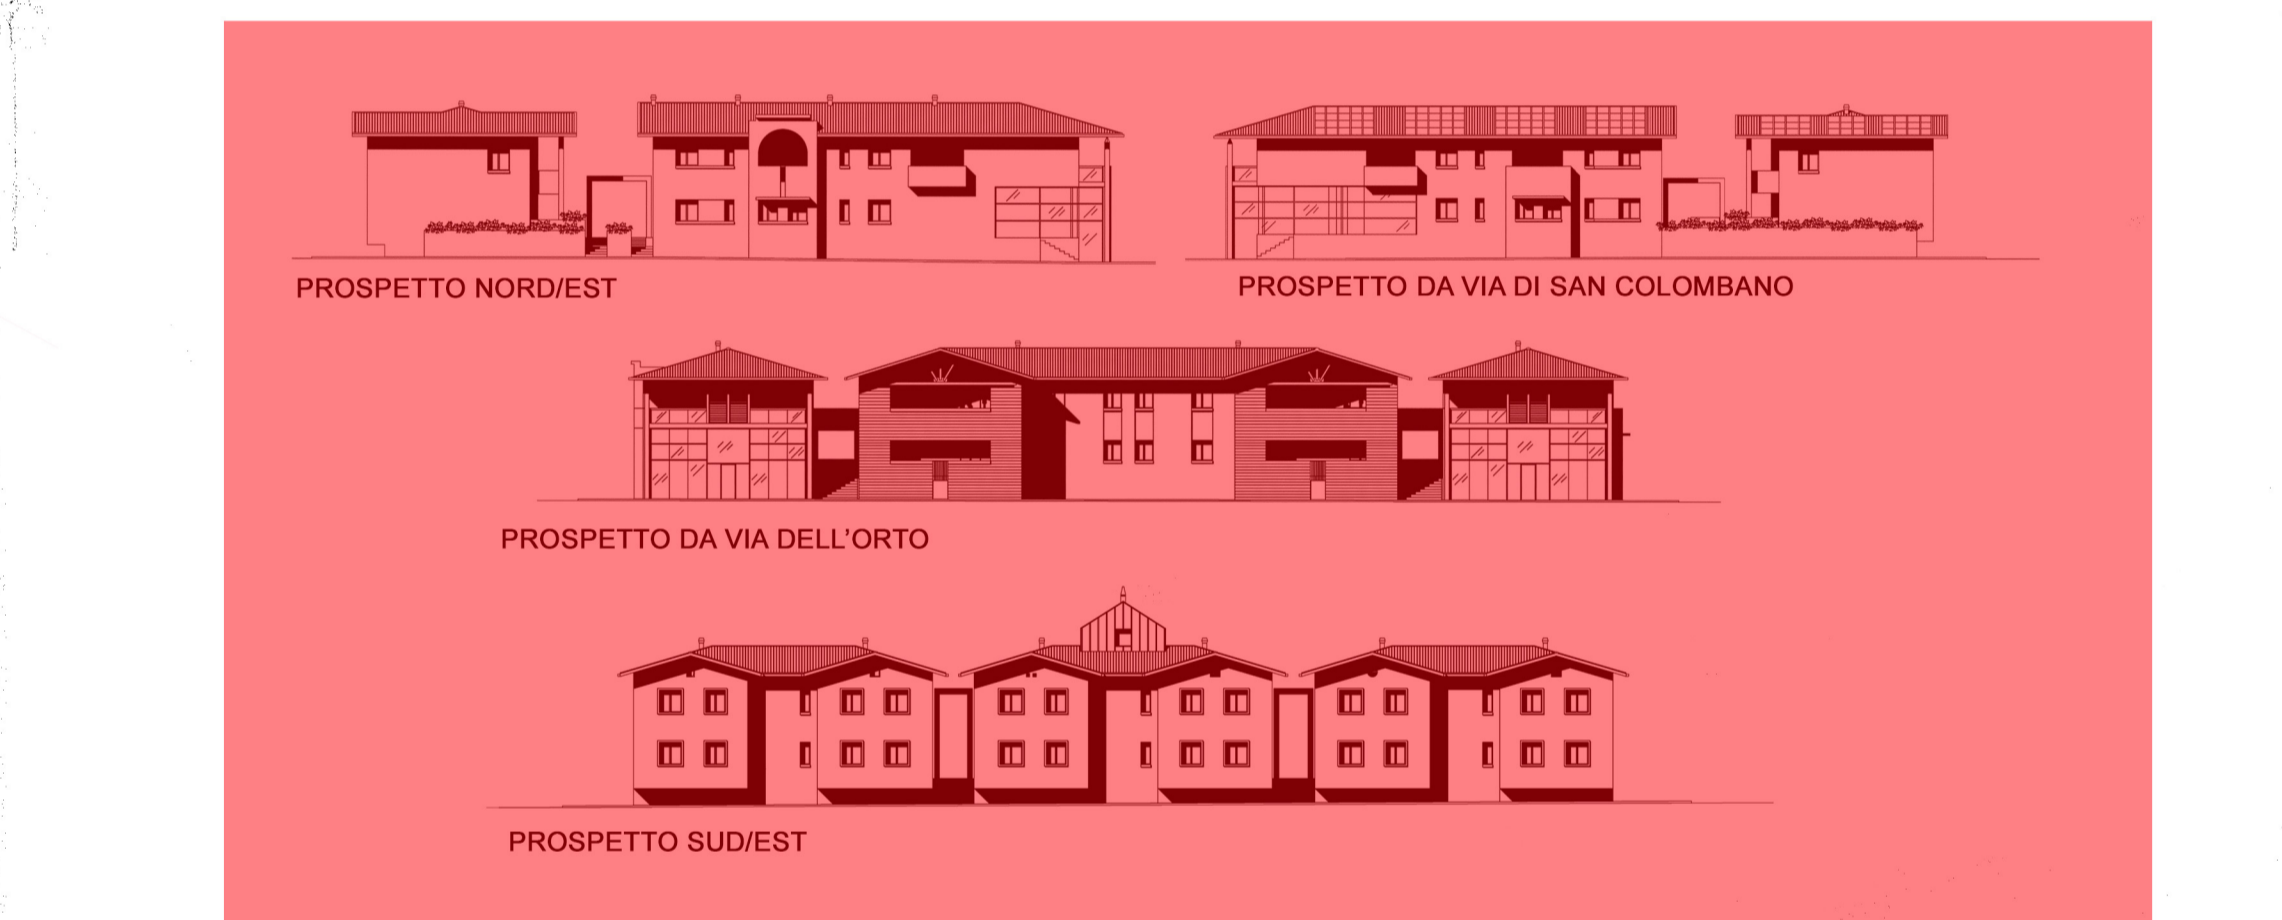 PROSPETTO NORD/EST
PROSPETTO DA VIA DI SAN COLOMBANO
PROSPETTO DA VIA DELL’ORTO
PROSPETTO SUD/EST